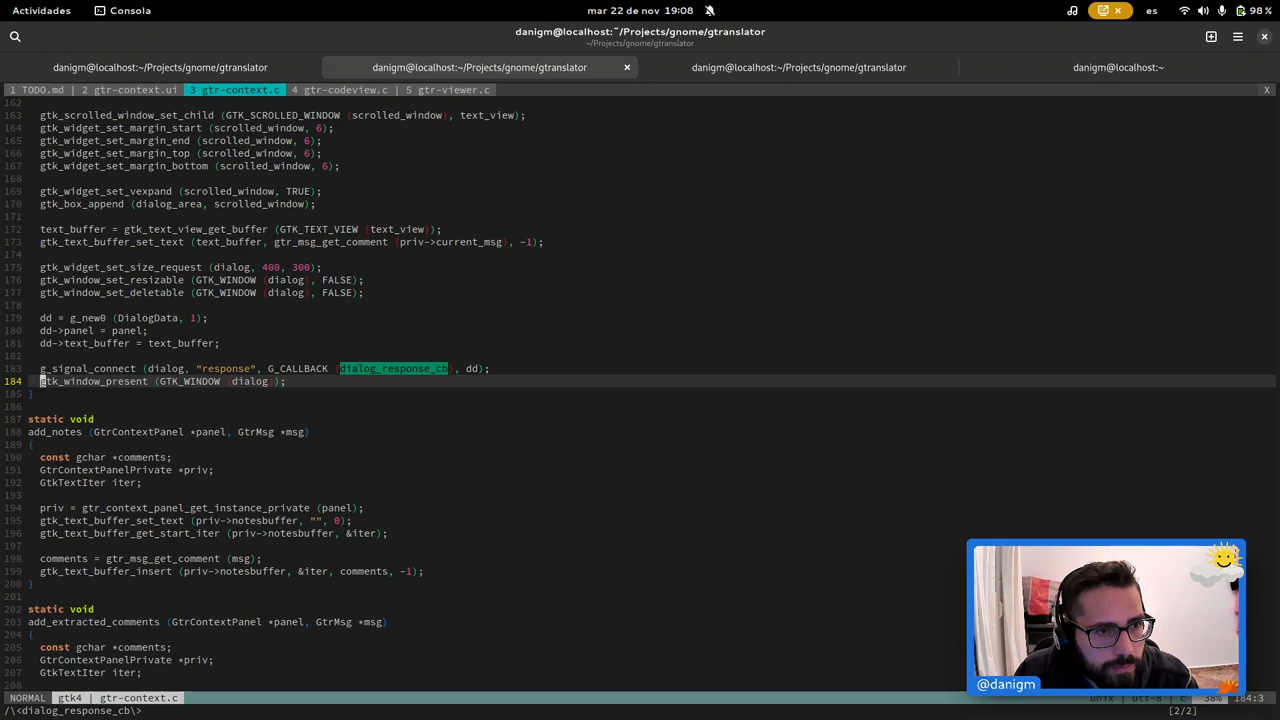 Actividades
Consola
mar 22 de nov 19:08
es
98 %
danigm@localhost:~/Projects/gnome/gtranslator
~/Projects/gnome/gtranslator
danigm@localhost:~/Projects/gnome/gtranslator
danigm@localhost:~/Projects/gnome/gtranslator
danigm@localhost:~/Projects/gnome/gtranslator
danigm@localhost:~
1 TODO.md | 2 gtr-context.ui 3 gtr-context.c 4 gtr-codeview.c | 5 gtr-viewer.c X
162
163 gtk_scrolled_window_set_child (GTK_SCROLLED_WINDOW (scrolled_window), text_view);
164 gtk_widget_set_margin_start (scrolled_window, 6);
165 gtk_widget_set_margin_end (scrolled_window, 6);
166 gtk_widget_set_margin_top (scrolled_window, 6);
167 gtk_widget_set_margin_bottom (scrolled_window, 6);
168
169 gtk_widget_set_vexpand (scrolled_window, TRUE);
170 gtk_box_append (dialog_area, scrolled_window);
171
172 text_buffer = gtk_text_view_get_buffer (GTK_TEXT_VIEW (text_view));
173 gtk_text_buffer_set_text (text_buffer, gtr_msg_get_comment (priv->current_msg), -1);
174
175 gtk_widget_set_size_request (dialog, 400, 300);
176 gtk_window_set_resizable (GTK_WINDOW (dialog), FALSE);
177 gtk_window_set_deletable (GTK_WINDOW (dialog), FALSE);
178
179 dd = g_new0 (DialogData, 1);
180 dd->panel = panel;
181 dd->text_buffer = text_buffer;
182
183 g_signal_connect (dialog, "response", G_CALLBACK (dialog_response_cb), dd);
184 gtk_window_present (GTK_WINDOW (dialog));
185 }
186
187 static void
188 add_notes (GtrContextPanel *panel, GtrMsg *msg)
189 {
190 const gchar *comments;
191 GtrContextPanelPrivate *priv;
192 GtkTextIter iter;
193
194 priv = gtr_context_panel_get_instance_private (panel);
195 gtk_text_buffer_set_text (priv->notesbuffer, "", 0);
196 gtk_text_buffer_get_start_iter (priv->notesbuffer, &iter);
197
198 comments = gtr_msg_get_comment (msg);
199 gtk_text_buffer_insert (priv->notesbuffer, &iter, comments, -1);
200 }
201
202 static void
203 add_extracted_comments (GtrContextPanel *panel, GtrMsg *msg)
204 {
205 const gchar *comments;
206 GtrContextPanelPrivate *priv;
207 GtkTextIter iter;
208
@danigm
NORMAL gtk4 | gtr-context.c unix | utf-8 | c 38% 184:3
/\<dialog_response_cb\> [2/2]